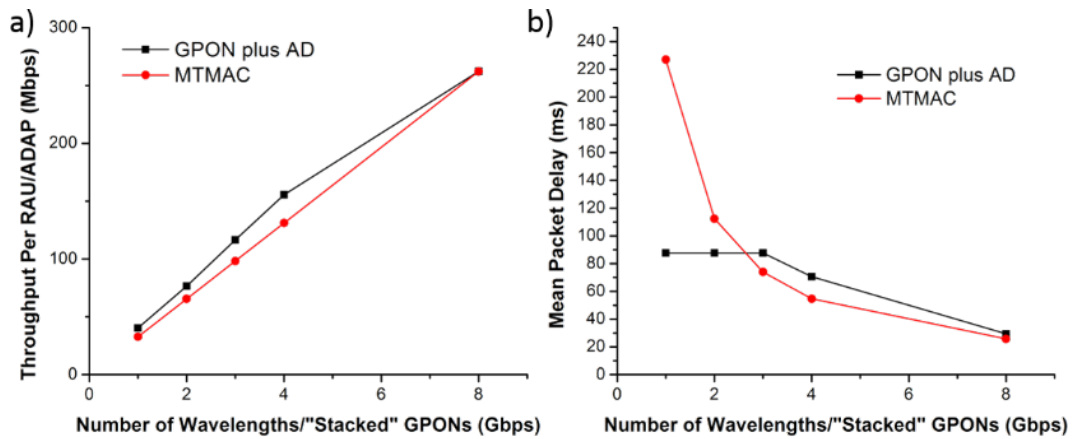 a)
Throughput Per RAU/ADAP (Mbps)
300
200
100
0
GPON plus AD
MTMAC
0 2 4 6 8
Number of Wavelengths/"Stacked" GPONs (Gbps)
b)
Mean Packet Delay (ms)
240
220
200
180
160
140
120
100
80
60
40
20
0
GPON plus AD
MTMAC
0 2 4 6 8
Number of Wavelengths/"Stacked" GPONs (Gbps)